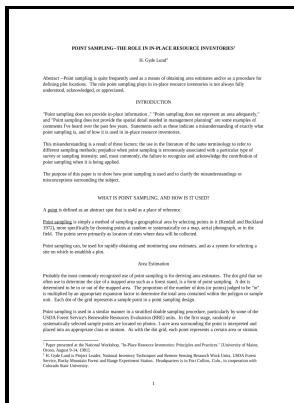 POINT SAMPLING--THE ROLE IN IN-PLACE RESOURCE INVENTORIES¹
H. Gyde Lund²
Abstract --Point sampling is quite frequently used as a means of obtaining area estimates and/or as a procedure for
defining plot locations. The role point sampling plays in in-place resource inventories is not always fully
understood, acknowledged, or appreciated.
INTRODUCTION
"Point sampling does not provide in-place information," "Point sampling does not represent an area adequately,"
and "Point sampling does not provide the spatial detail needed in management planning" are some examples of
comments I've heard over the past few years. Statements such as these indicate a misunderstanding of exactly what
point sampling is, and of how it is used in in-place resource inventories.
This misunderstanding is a result of three factors: the use in the literature of the same terminology to refer to
different sampling methods; prejudice when point sampling is erroneously associated with a particular type of
survey or sampling intensity; and, most commonly, the failure to recognize and acknowledge the contribution of
point sampling when it is being applied.
The purpose of this paper is to show how point sampling is used and to clarify the misunderstandings or
misconceptions surrounding the subject.
WHAT IS POINT SAMPLING, AND HOW IS IT USED?
A point is defined as an abstract spot that is used as a place of reference.
Point sampling is simply a method of sampling a geographical area by selecting points in it (Kendall and Buckland
1972), more specifically by choosing points at random or systematically on a map, aerial photograph, or in the
field. The points serve primarily as locators of sites where data will be collected.
Point sampling can be used for rapidly obtaining and monitoring area estimates, and as a system for selecting a
site on which to establish a plot.
Area Estimation
Probably the most commonly recognized use of point sampling is for deriving area estimates. The dot grid that we
often use to determine the size of a mapped area such as a forest stand, is a form of point sampling. A dot is
determined to be in or out of the mapped area. The proportion of the number of dots (or points) judged to be "in"
is multiplied by an appropriate expansion factor to determine the total area contained within the polygon or sample
unit. Each dot of the grid represents a sample point in a point sampling design.
Point sampling is used in a similar manner in a stratified double sampling procedure, particularly by some of the
USDA Forest Service's Renewable Resources Evaluation (RRE) units. In the first stage, randomly or
systematically selected sample points are located on photos. 1-acre area surrounding the point is interpreted and
placed into an appropriate class or stratum. As with the dot grid, each point represents a certain area or stratum.
¹ Paper presented at the National Workshop, "In-Place Resource Inventories: Principles and Practices." [University of Maine,
Orono, August 9-14, 1981].
² H. Gyde Lund is Project Leader, National Inventory Techniques and Remote Sensing Research Work Units, USDA Forest
Service, Rocky Mountain Forest and Range Experiment Station. Headquarters is in Fort Collins, Colo., in cooperation with
Colorado State University.
1